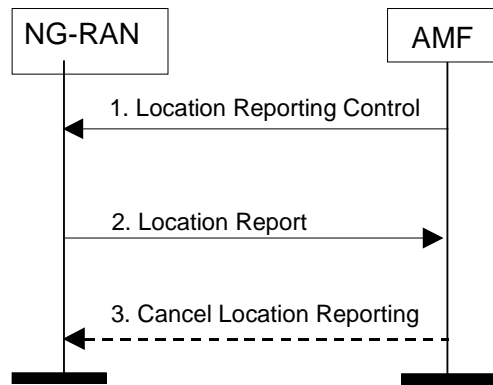 NG-RAN
AMF
1. Location Reporting Control
2. Location Report
3. Cancel Location Reporting